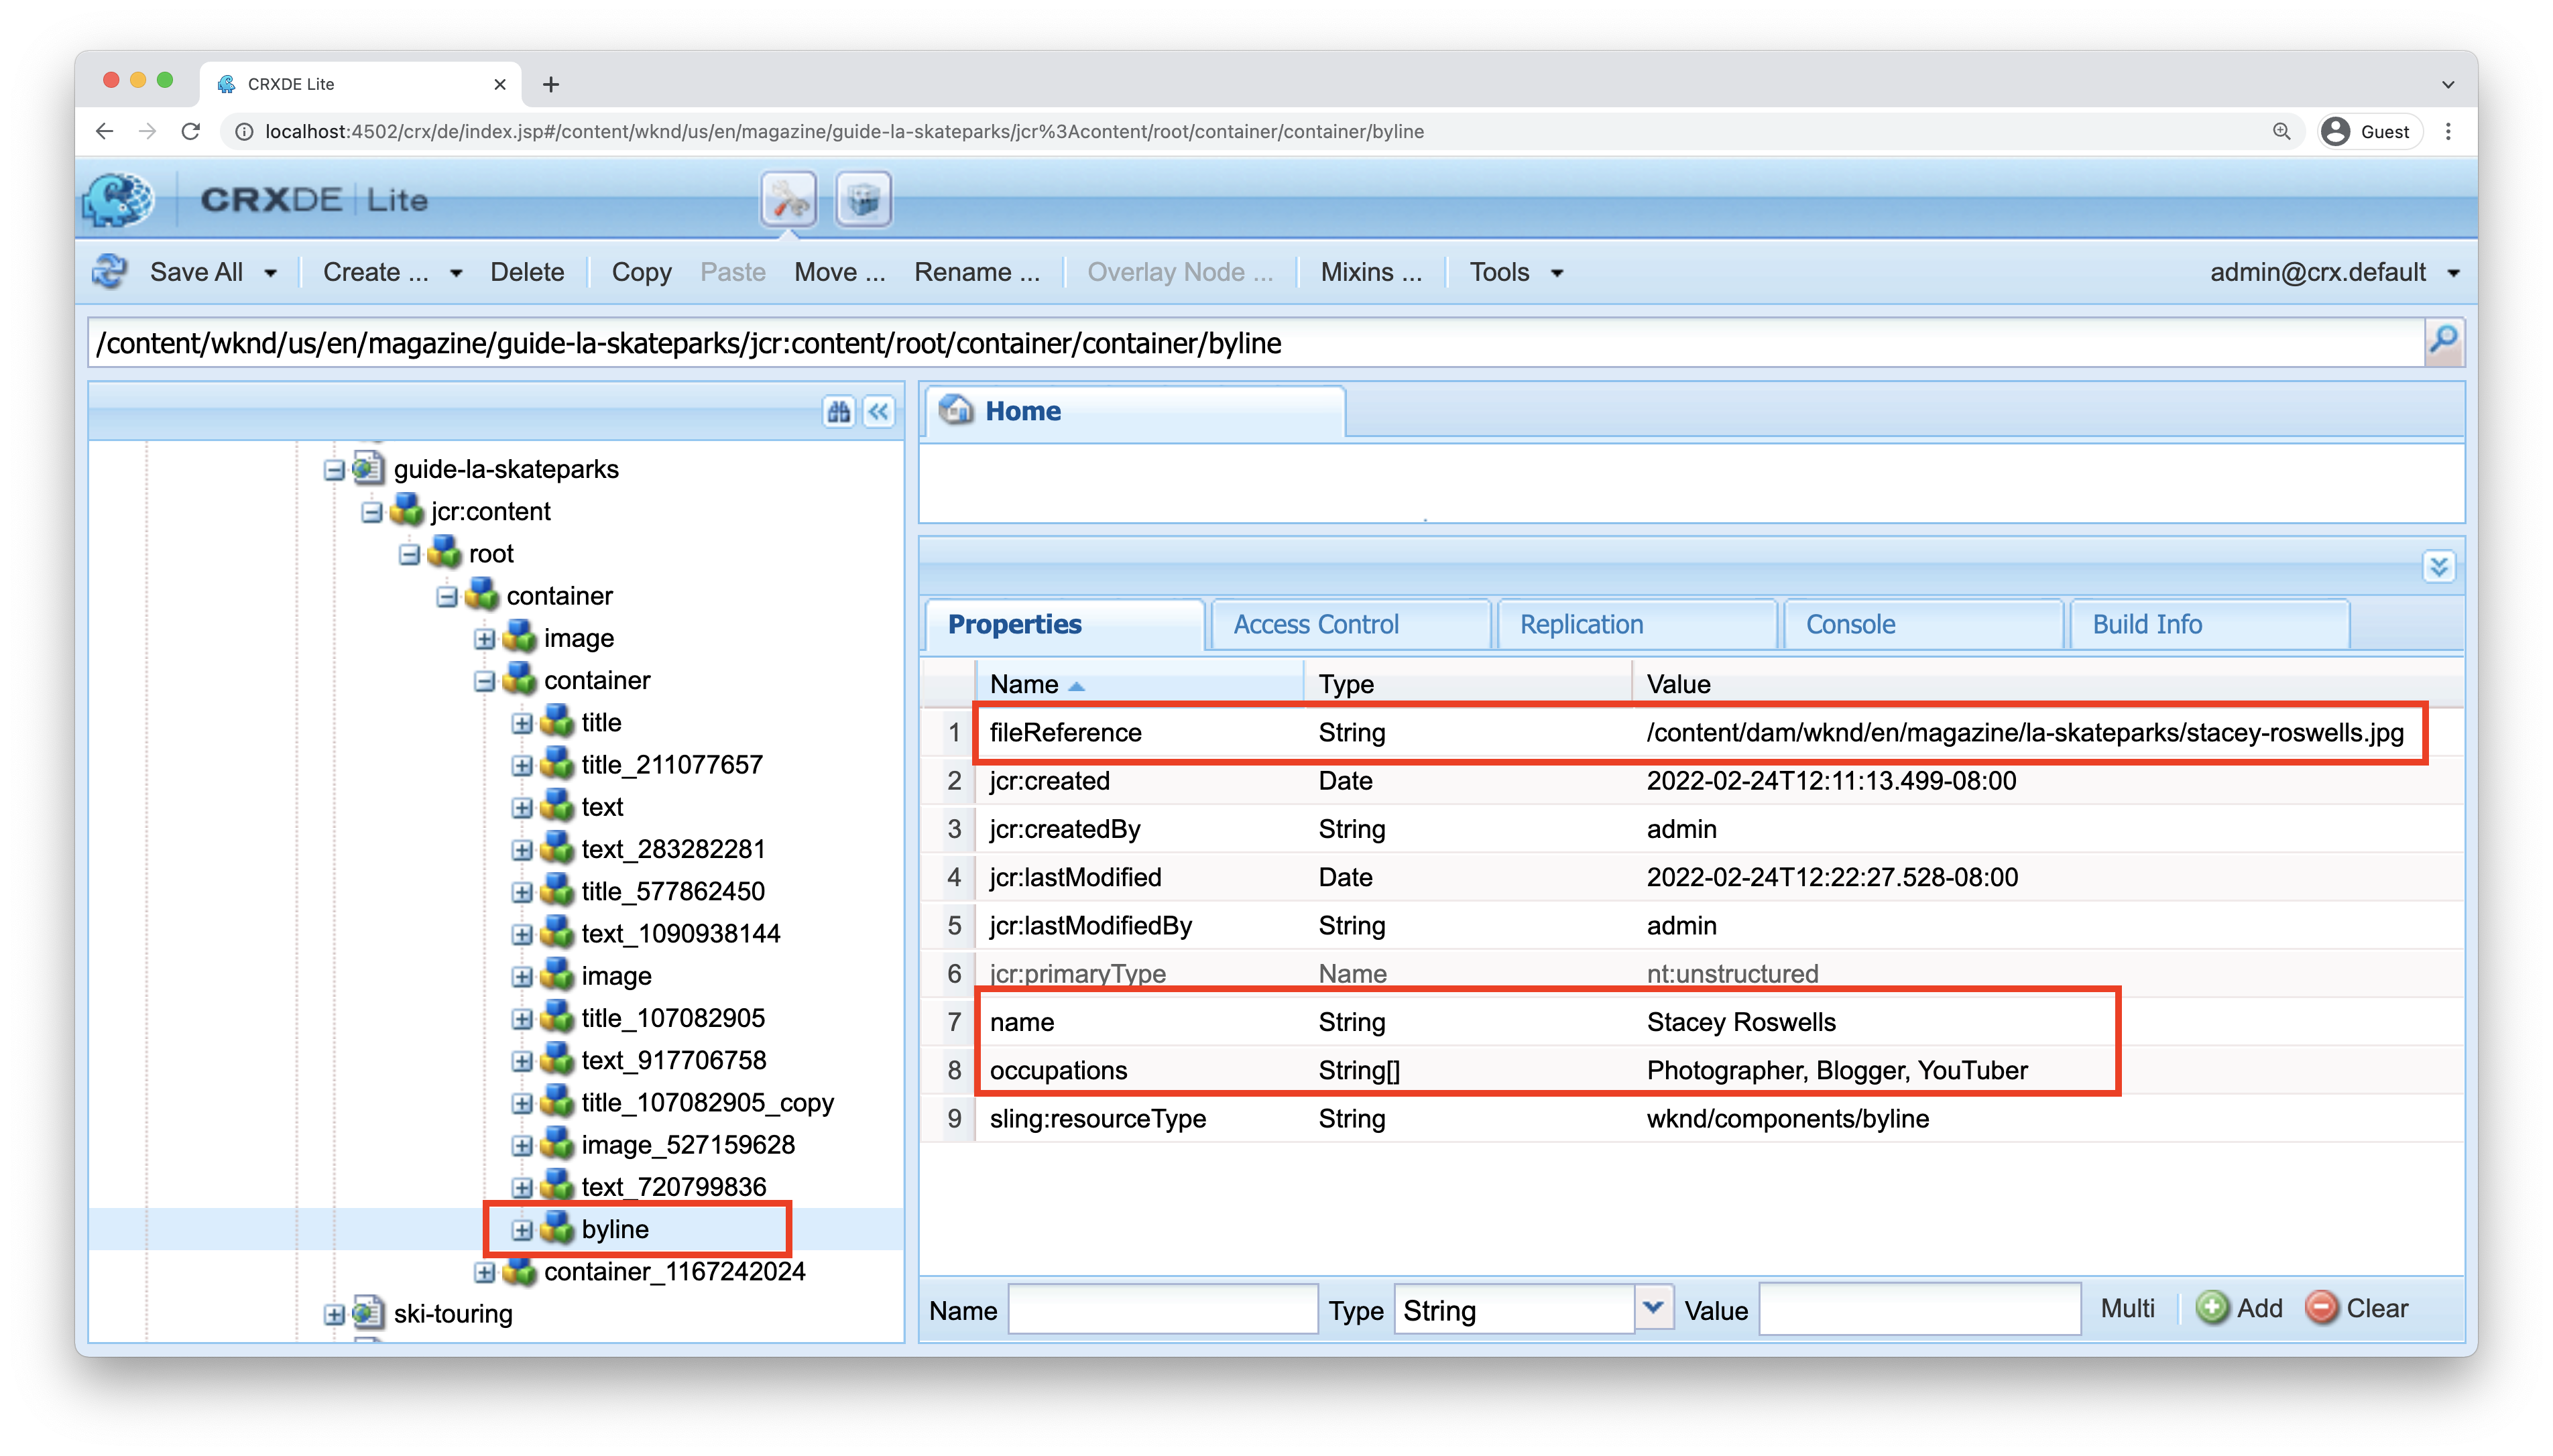 CRXDE Lite
localhost:4502/crx/de/index.jsp#/content/wknd/us/en/magazine/guide-la-skateparks/jcr%3Acontent/root/container/container/byline
Guest
CRXDE Lite
Save All Create ... Delete Copy Paste Move ... Rename ... Overlay Node ... Mixins ... Tools admin@crx.default
/content/wknd/us/en/magazine/guide-la-skateparks/jcr:content/root/container/container/byline
guide-la-skateparks
jcr:content
root
container
image
container
title
title_211077657
text
text_283282281
title_577862450
text_1090938144
image
title_107082905
text_917706758
title_107082905_copy
image_527159628
text_720799836
byline
container_1167242024
ski-touring
Home
Properties Access Control Replication Console Build Info
Name Type Value
1 fileReference String /content/dam/wknd/en/magazine/la-skateparks/stacey-roswells.jpg
2 jcr:created Date 2022-02-24T12:11:13.499-08:00
3 jcr:createdBy String admin
4 jcr:lastModified Date 2022-02-24T12:22:27.528-08:00
5 jcr:lastModifiedBy String admin
6 jcr:primaryType Name nt:unstructured
7 name String Stacey Roswells
8 occupations String[] Photographer, Blogger, YouTuber
9 sling:resourceType String wknd/components/byline
Name Type String Value Multi Add Clear